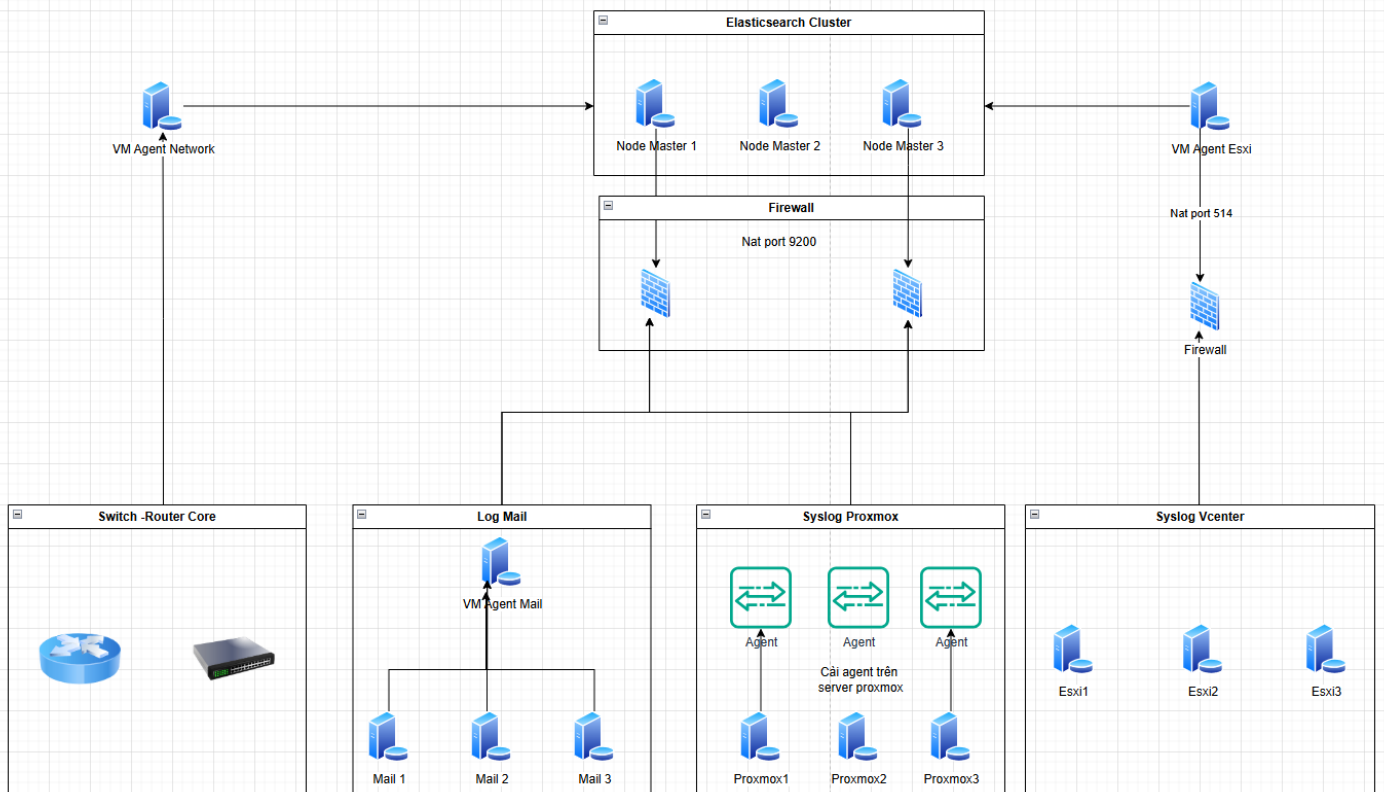 Elasticsearch Cluster
Node Master 1
Node Master 2
Node Master 3
VM Agent Network
VM Agent Esxi
Firewall
Nat port 9200
Nat port 514
Firewall
Switch -Router Core
Log Mail
VM Agent Mail
Mail 1
Mail 2
Mail 3
Syslog Proxmox
Agent
Agent
Agent
Cài agent trên
server proxmox
Proxmox1
Proxmox2
Proxmox3
Syslog Vcenter
Esxi1
Esxi2
Esxi3